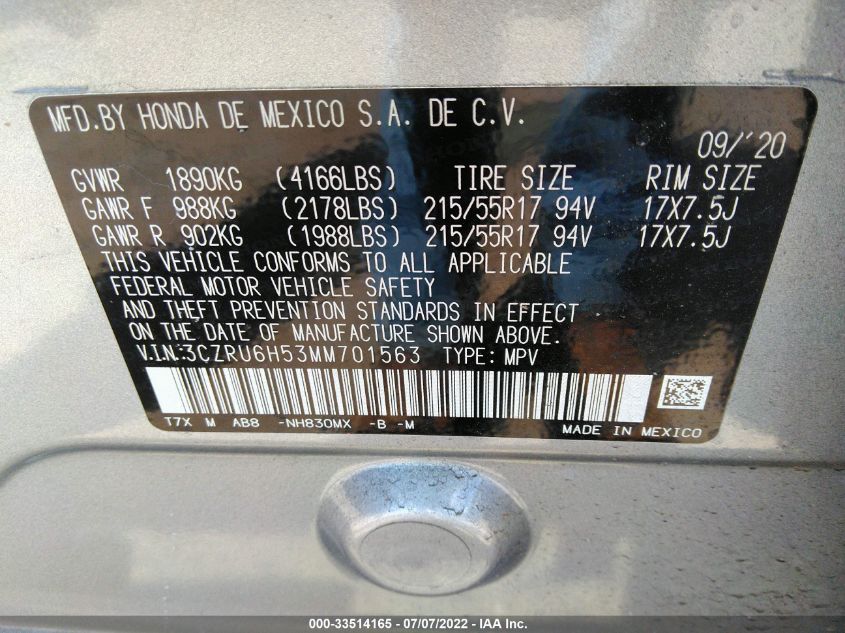 MFD.BY HONDA DE MEXICO S.A. DE C.V.
09/'20
GVWR 1890KG (4166LBS) TIRE SIZE RIM SIZE
GAWR F 988KG (2178LBS) 215/55R17 94V 17X7.5J
GAWR R 902KG (1988LBS) 215/55R17 94V 17X7.5J
THIS VEHICLE CONFORMS TO ALL APPLICABLE
FEDERAL MOTOR VEHICLE SAFETY
AND THEFT PREVENTION STANDARDS IN EFFECT
ON THE DATE OF MANUFACTURE SHOWN ABOVE.
V.I.N:3CZRU6H53MM701563 TYPE: MPV
T7X M AB8 -NH830MX -B -M
MADE IN MEXICO
000-33514165 - 07/07/2022 - IAA Inc.